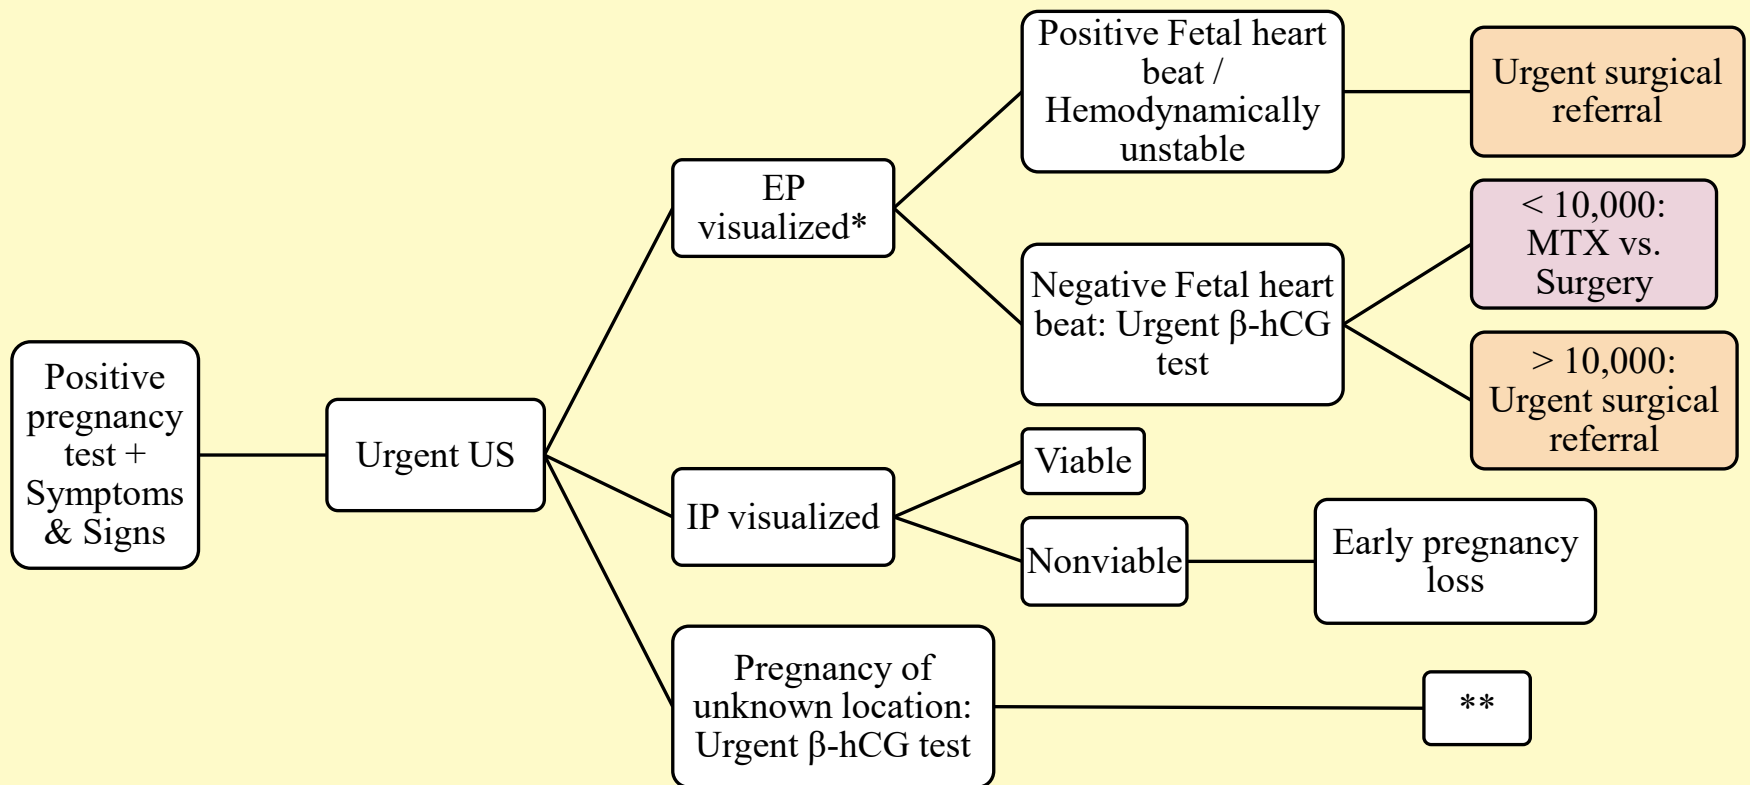 Positive
pregnancy
test +
Symptoms
& Signs
Urgent US
EP
visualized*
Positive Fetal heart
beat /
Hemodynamically
unstable
Urgent surgical
referral
Negative Fetal heart
beat: Urgent β-hCG
test
< 10,000:
MTX vs.
Surgery
> 10,000:
Urgent surgical
referral
IP visualized
Viable
Nonviable
Early pregnancy
loss
Pregnancy of
unknown location:
Urgent β-hCG test
**